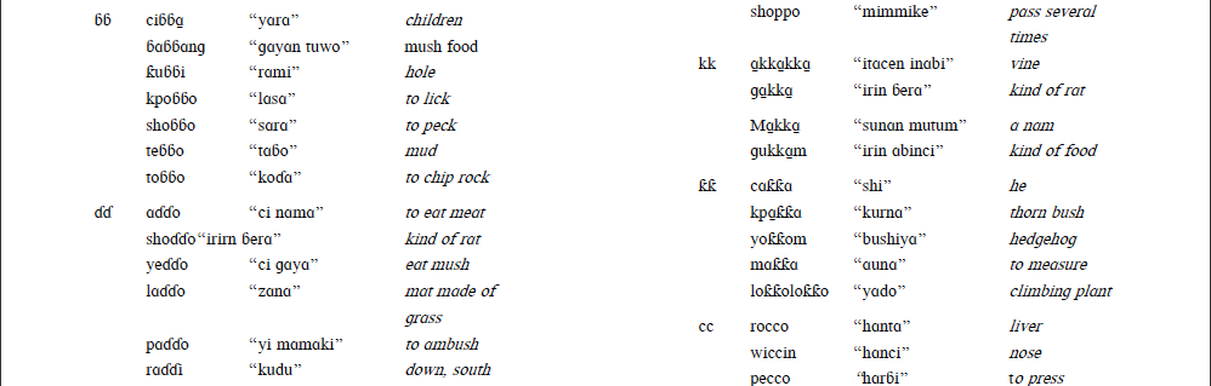 ɓɓ ciɓɓa̱ “yara” children
ɓaɓɓang “gayan tuwo” mush food
ƙuɓɓi “rami” hole
kpoɓɓo “lasa” to lick
shoɓɓo “sara” to peck
teɓɓo “taɓo” mud
toɓɓo “koɗa” to chip rock
ɗɗ aɗɗo “ci nama” to eat meat
shoɗɗo “irirn ɓera” kind of rat
yeɗɗo “ci gaya” eat mush
laɗɗo “zana” mat made of
grass
paɗɗo “yi mamaki” to ambush
raɗɗi “kudu” down, south
shoppo “mimmike” pass several
times
kk a̱kka̱kka̱ “itacen inabi” vine
ga̱kka̱ “irin ɓera” kind of rat
Ma̱kka̱ “sunan mutum” a nam
gukka̱m “irin abinci” kind of food
ƙƙ caƙƙa “shi” he
kpa̱ƙƙa “kurna” thorn bush
yoƙƙom “bushiya” hedgehog
maƙƙa “auna” to measure
loƙƙoloƙƙo “yado” climbing plant
cc rocco “hanta” liver
wiccin “hanci” nose
pecco “harɓi” to press